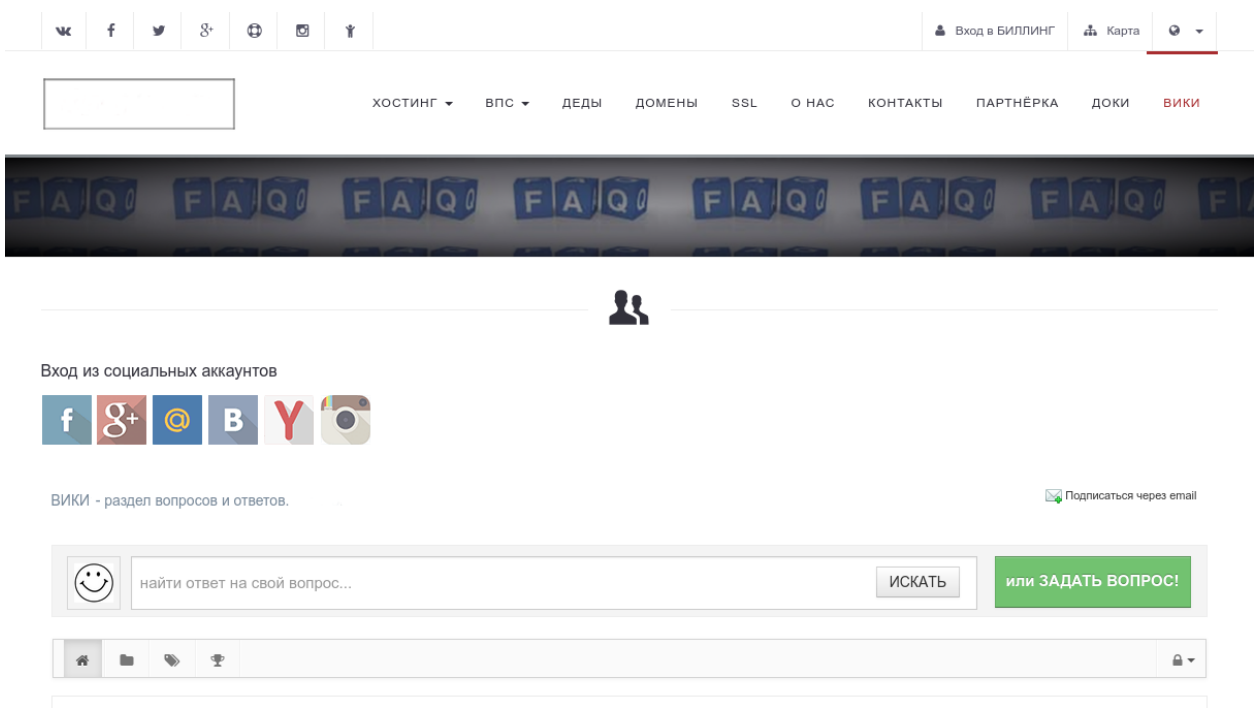 Вход в БИЛЛИНГ Карта
ХОСТИНГ ВПС ДЕДЫ ДОМЕНЫ SSL О НАС КОНТАКТЫ ПАРТНЁРКА ДОКИ ВИКИ
FAQ FAQ FAQ FAQ FAQ FAQ FAQ F
Вход из социальных аккаунтов
ВИКИ - раздел вопросов и ответов.
Подписаться через email
найти ответ на свой вопрос... ИСКАТЬ или ЗАДАТЬ ВОПРОС!